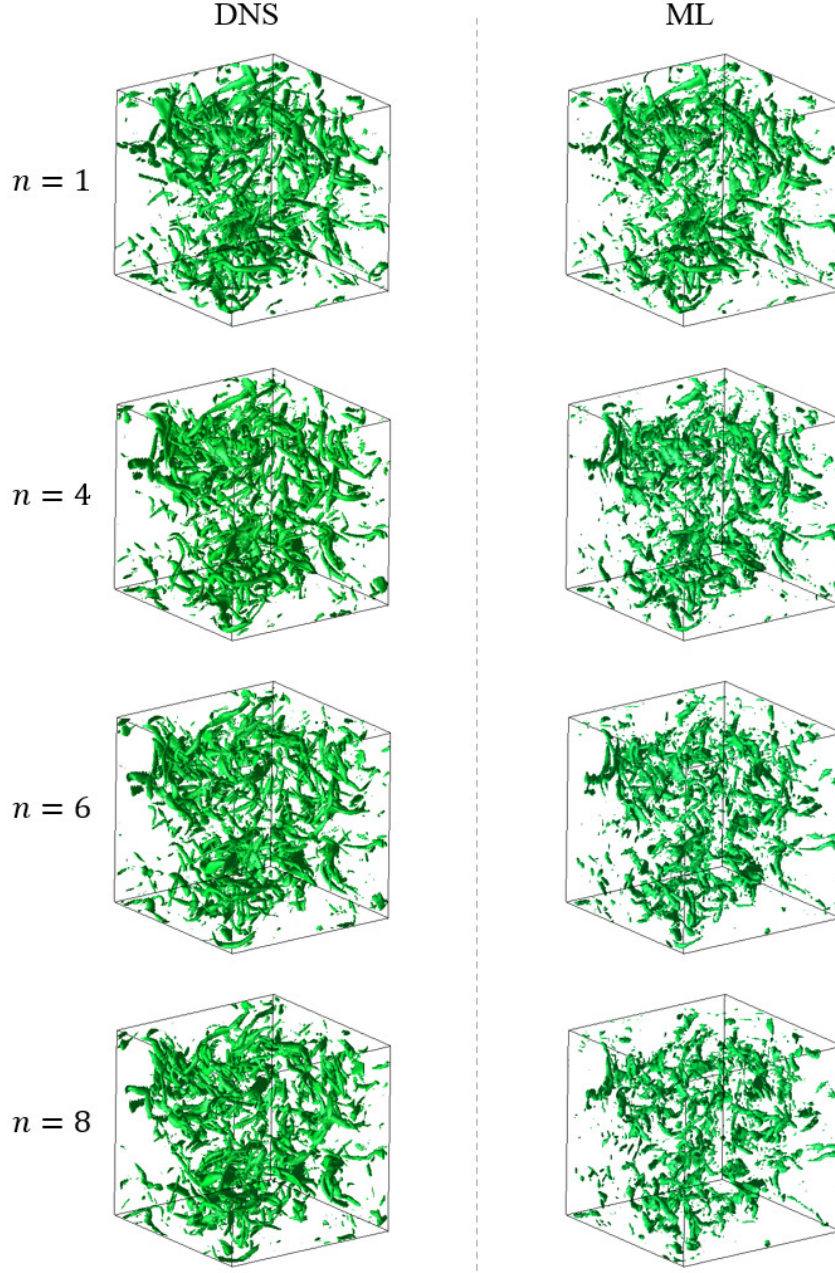 DNS ML
n = 1
n = 4
n = 6
n = 8